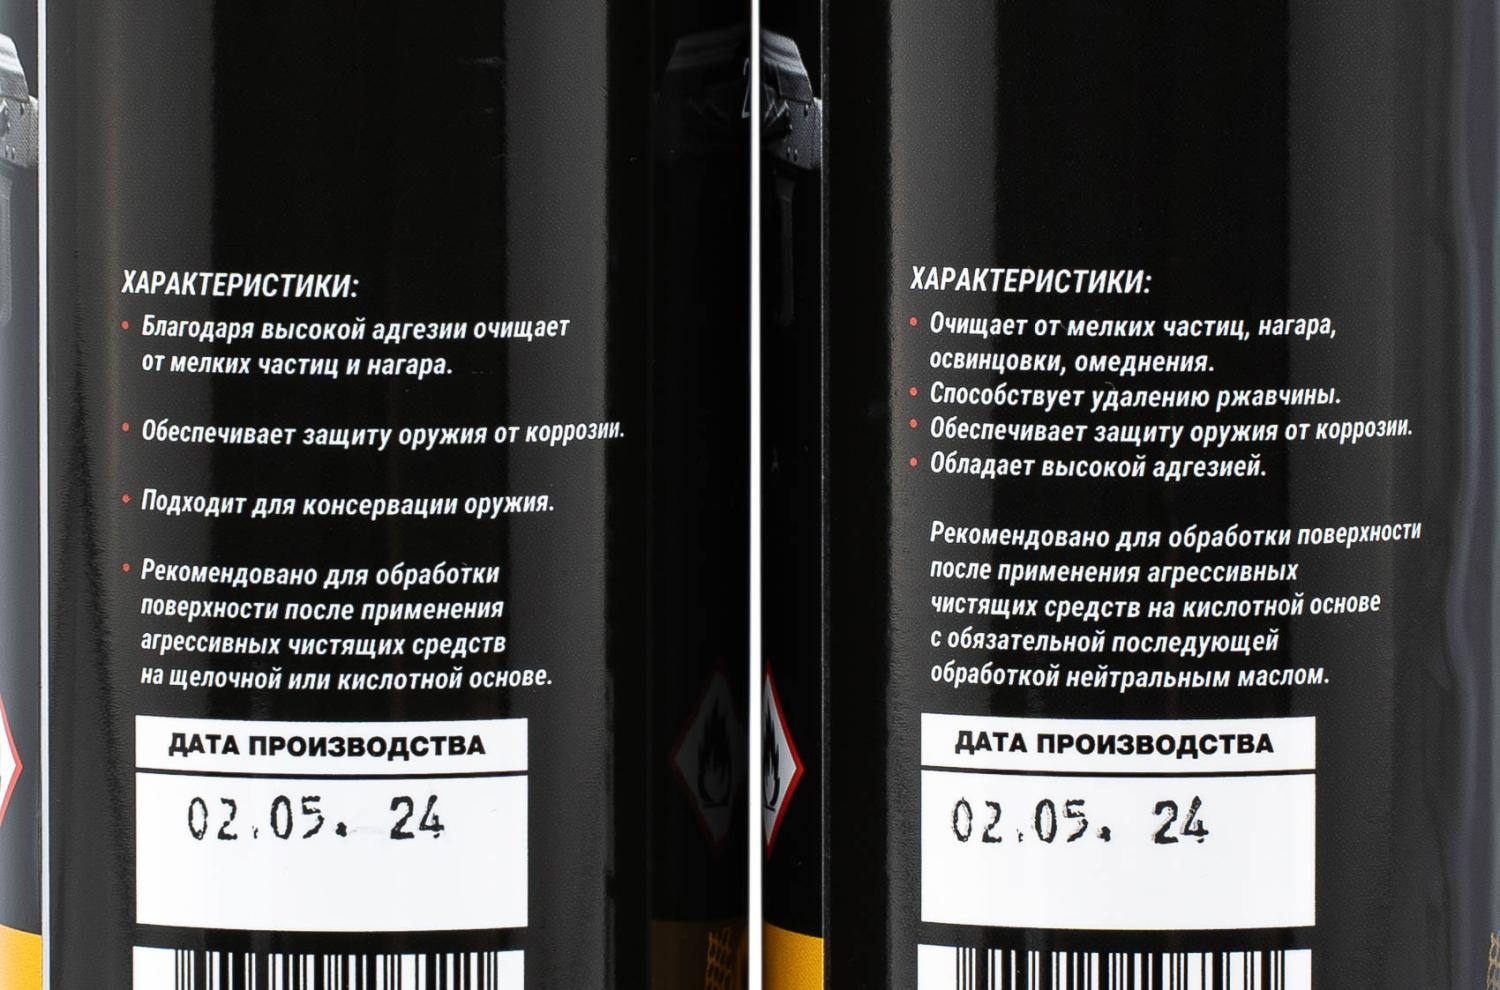 ХАРАКТЕРИСТИКИ:
• Благодаря высокой адгезии очищает
от мелких частиц и нагара.
• Обеспечивает защиту оружия от коррозии.
• Подходит для консервации оружия.
• Рекомендовано для обработки
поверхности после применения
агрессивных чистящих средств
на щелочной или кислотной основе.
ДАТА ПРОИЗВОДСТВА
02.05. 24
ХАРАКТЕРИСТИКИ:
• Очищает от мелких частиц, нагара,
освинцовки, омеднения.
• Способствует удалению ржавчины.
• Обеспечивает защиту оружия от коррозии.
• Обладает высокой адгезией.
Рекомендовано для обработки поверхности
после применения агрессивных
чистящих средств на кислотной основе
с обязательной последующей
обработкой нейтральным маслом.
ДАТА ПРОИЗВОДСТВА
02.05. 24